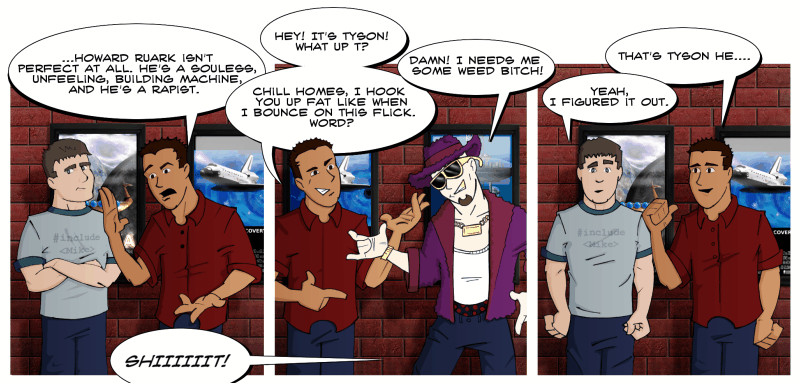 ...HOWARD RUARK ISN'T
PERFECT AT ALL. HE'S A SOULESS,
UNFEELING, BUILDING MACHINE,
AND HE'S A RAPIST.
#include
<Mike>
HEY! IT'S TYSON!
WHAT UP T?
CHILL HOMES, I HOOK
YOU UP FAT LIKE WHEN
I BOUNCE ON THIS FLICK.
WORD?
DAMN! I NEEDS ME
SOME WEED BITCH!
SHIIIIIIT!
THAT'S TYSON HE....
YEAH,
I FIGURED IT OUT.
#include
<Mike>